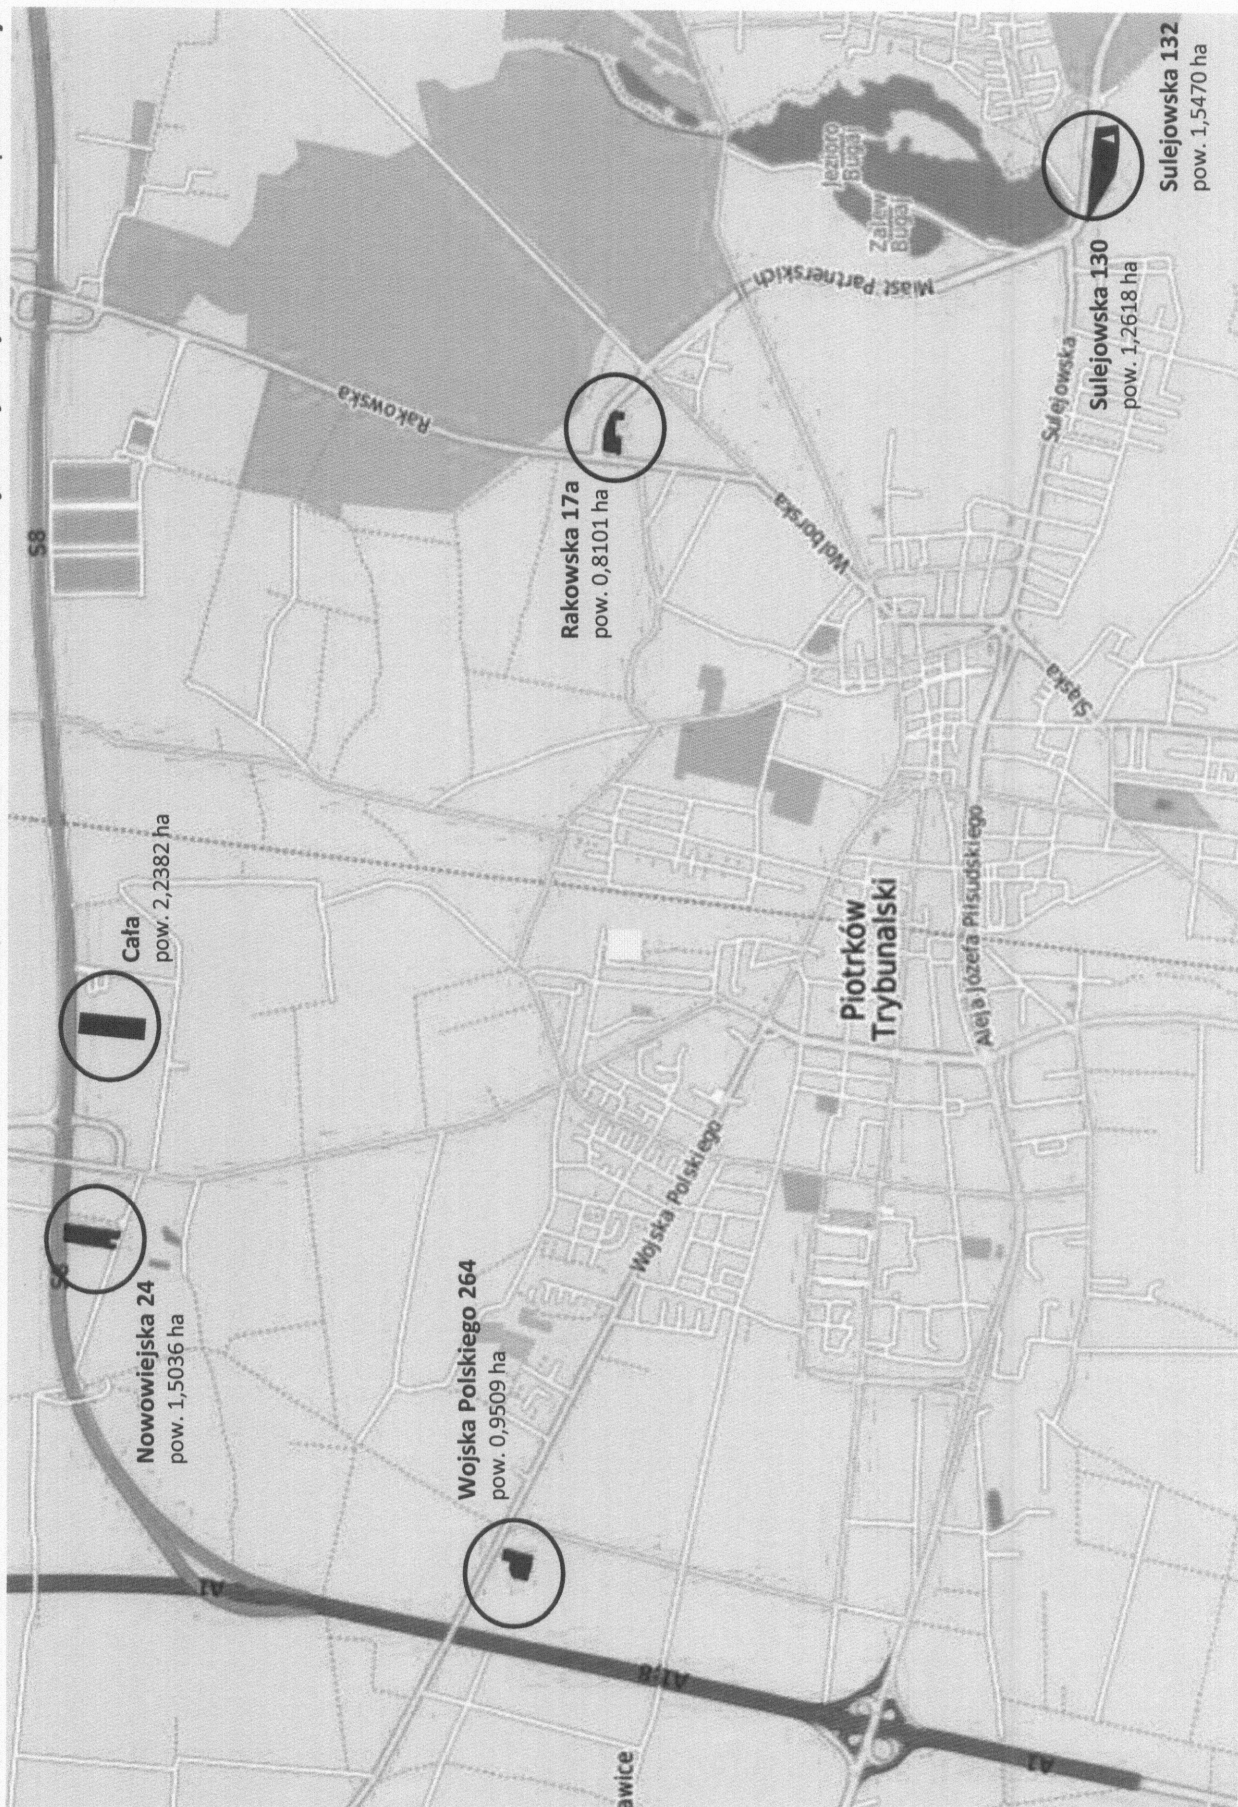 S8
S8
Nowowiejska 24
pow. 1,5036 ha
Cała
pow. 2,2382 ha
Rakowska
A1
Wojska Polskiego 264
pow. 0,9509 ha
Rakowska 17a
pow. 0,8101 ha
A1;8
Wojska Polskiego
Wolborska
Miast Partnerskich
Jezioro
Bugaj
Zalew
Bugaj
Piotrków
Trybunalski
Aleja Józefa Piłsudskiego
Śląska
Sulejowska
Sulejowska 130
pow. 1,2618 ha
Sulejowska 132
pow. 1,5470 ha
awice
A1